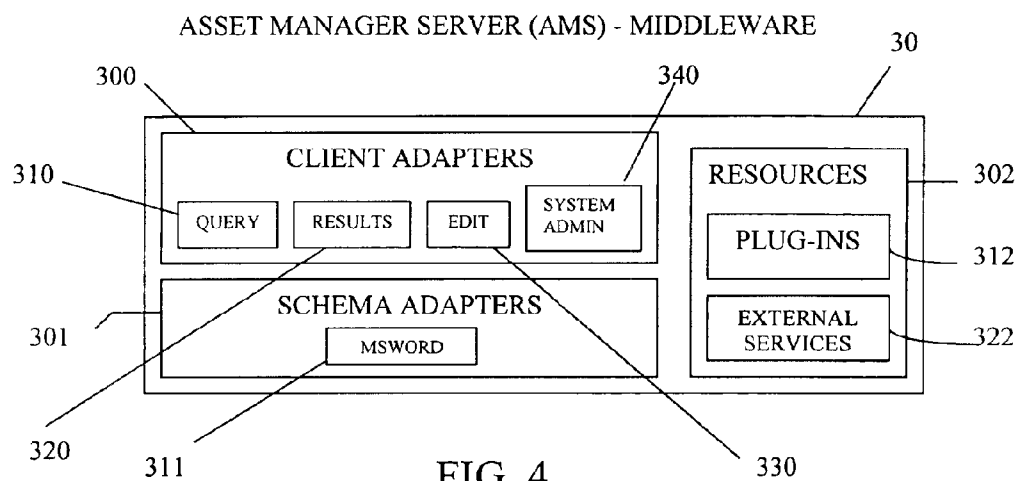 ASSET MANAGER SERVER (AMS) - MIDDLEWARE
30
300
340
CLIENT ADAPTERS
310
QUERY
RESULTS
EDIT
SYSTEM
ADMIN
RESOURCES
302
PLUG-INS
312
SCHEMA ADAPTERS
301
MSWORD
EXTERNAL
SERVICES
322
320
311
330
FIG. 4